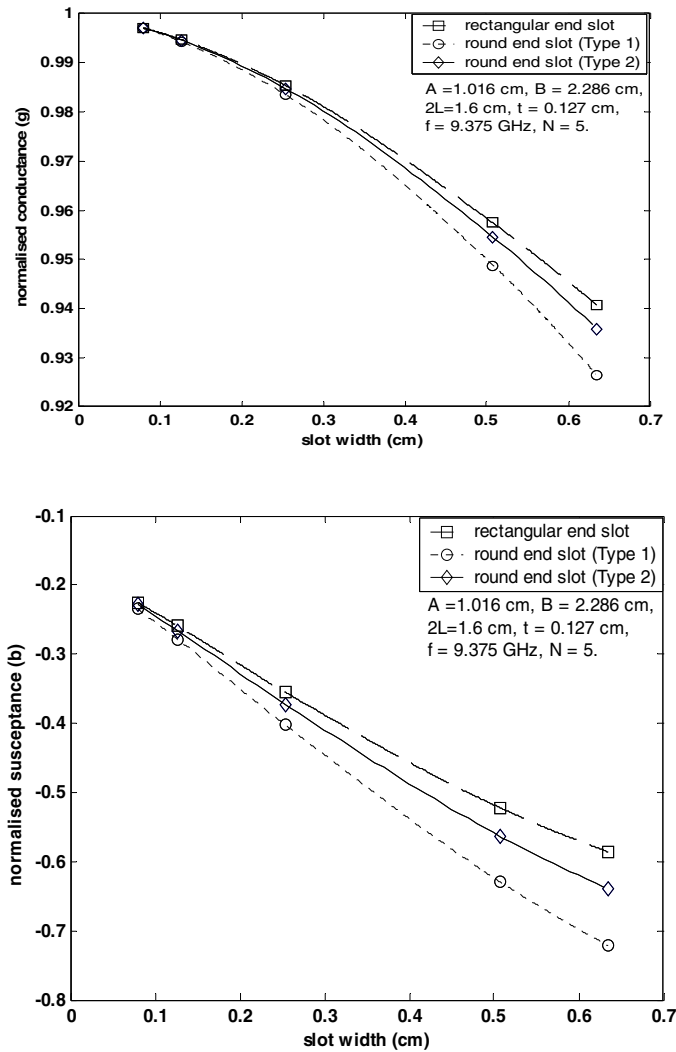 1
0.99
0.98
0.97
0.96
0.95
0.94
0.93
0.92
normalised conductance (g)
rectangular end slot
round end slot (Type 1)
round end slot (Type 2)
A =1.016 cm, B = 2.286 cm,
2L=1.6 cm, t = 0.127 cm,
f = 9.375 GHz, N = 5.
0 0.1 0.2 0.3 0.4 0.5 0.6 0.7
slot width (cm)
-0.1
-0.2
-0.3
-0.4
-0.5
-0.6
-0.7
-0.8
normalised susceptance (b)
rectangular end slot
round end slot (Type 1)
round end slot (Type 2)
A =1.016 cm, B = 2.286 cm,
2L=1.6 cm, t = 0.127 cm,
f = 9.375 GHz, N = 5.
0 0.1 0.2 0.3 0.4 0.5 0.6 0.7
slot width (cm)